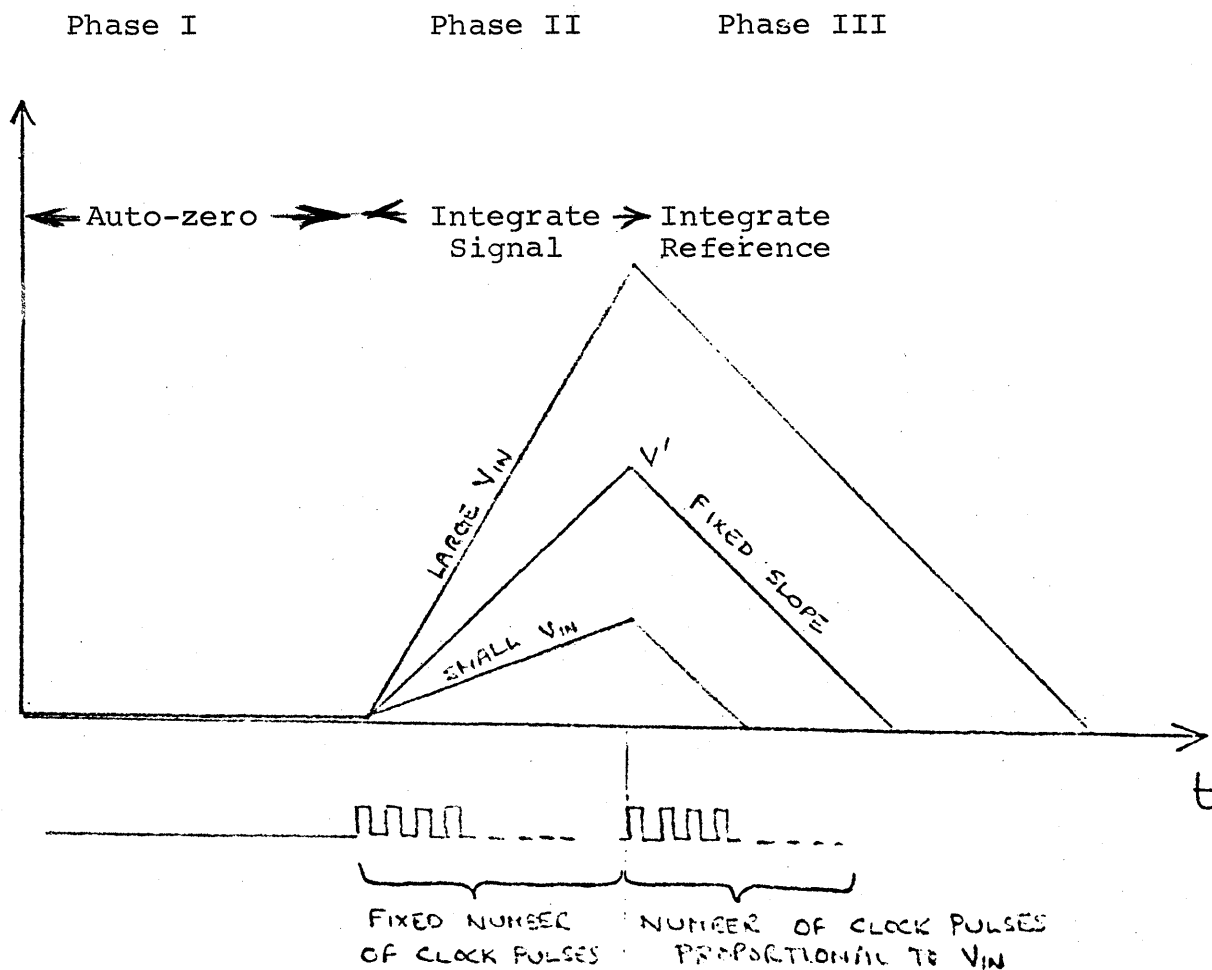 Phase I Phase II Phase III
Auto-zero Integrate Signal Integrate Reference
LARGE VIN
V'
FIXED SLOPE
SMALL VIN
t
FIXED NUMBER OF CLOCK PULSES
NUMBER OF CLOCK PULSES PROPORTIONAL TO VIN